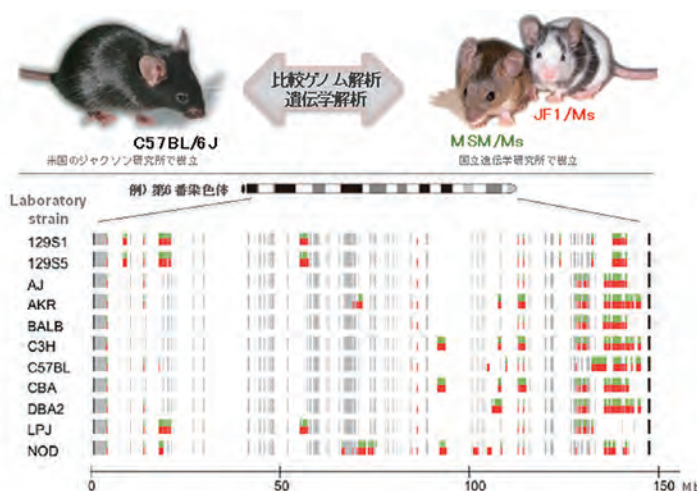 比較ゲノム解析
遺伝学解析
C57BL/6J
米国のジャクソン研究所で樹立
JF1/Ms
MSM/Ms
国立遺伝学研究所で樹立
例）第6番染色体
Laboratory
strain
129S1
129S5
AJ
AKR
BALB
C3H
C57BL
CBA
DBA2
LPJ
NOD
0 50 100 150